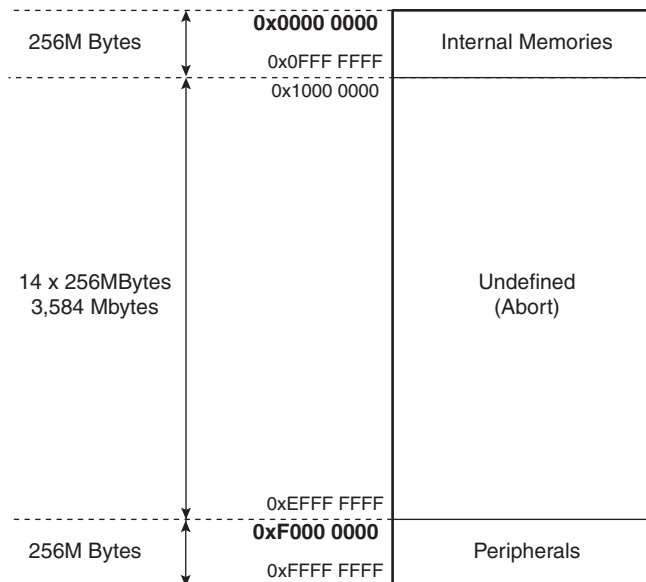 256M Bytes
0x0000 0000
0x0FFF FFFF
Internal Memories
0x1000 0000
14 x 256MBytes
3,584 Mbytes
Undefined
(Abort)
0xEFFF FFFF
256M Bytes
0xF000 0000
0xFFFF FFFF
Peripherals